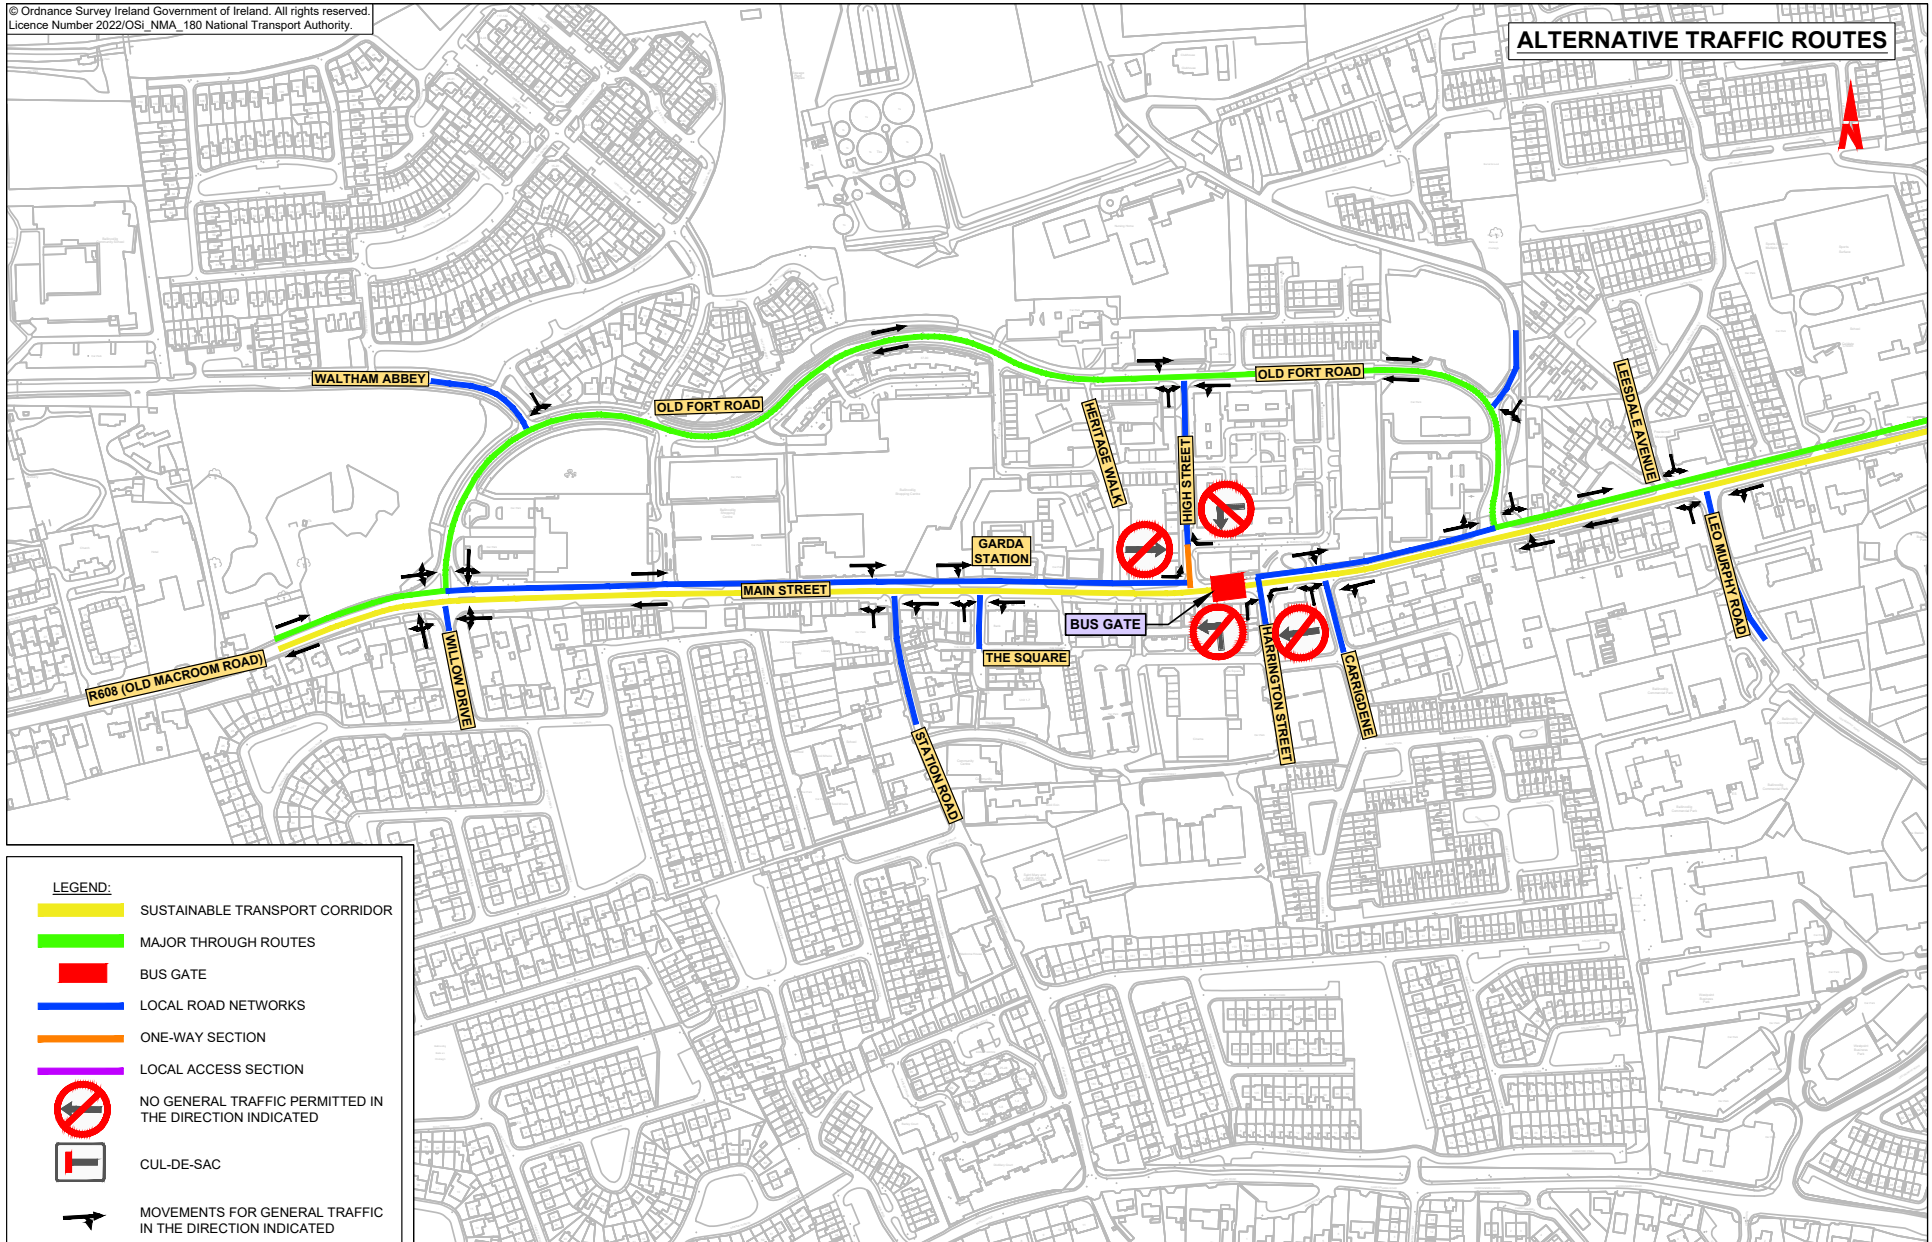 © Ordnance Survey Ireland Government of Ireland. All rights reserved.
Licence Number 2022/OSi_NMA_180 National Transport Authority.
ALTERNATIVE TRAFFIC ROUTES
WALTHAM ABBEY
OLD FORT ROAD
OLD FORT ROAD
LEESDALE AVENUE
HERITAGE WALK
HIGH STREET
GARDA
STATION
MAIN STREET
BUS GATE
LEO MURPHY ROAD
R608 (OLD MACROOM ROAD)
WILLOW DRIVE
THE SQUARE
HARRINGTON STREET
CARRIGDENE
STATION ROAD
LEGEND:
SUSTAINABLE TRANSPORT CORRIDOR
MAJOR THROUGH ROUTES
BUS GATE
LOCAL ROAD NETWORKS
ONE-WAY SECTION
LOCAL ACCESS SECTION
NO GENERAL TRAFFIC PERMITTED IN
THE DIRECTION INDICATED
CUL-DE-SAC
MOVEMENTS FOR GENERAL TRAFFIC
IN THE DIRECTION INDICATED